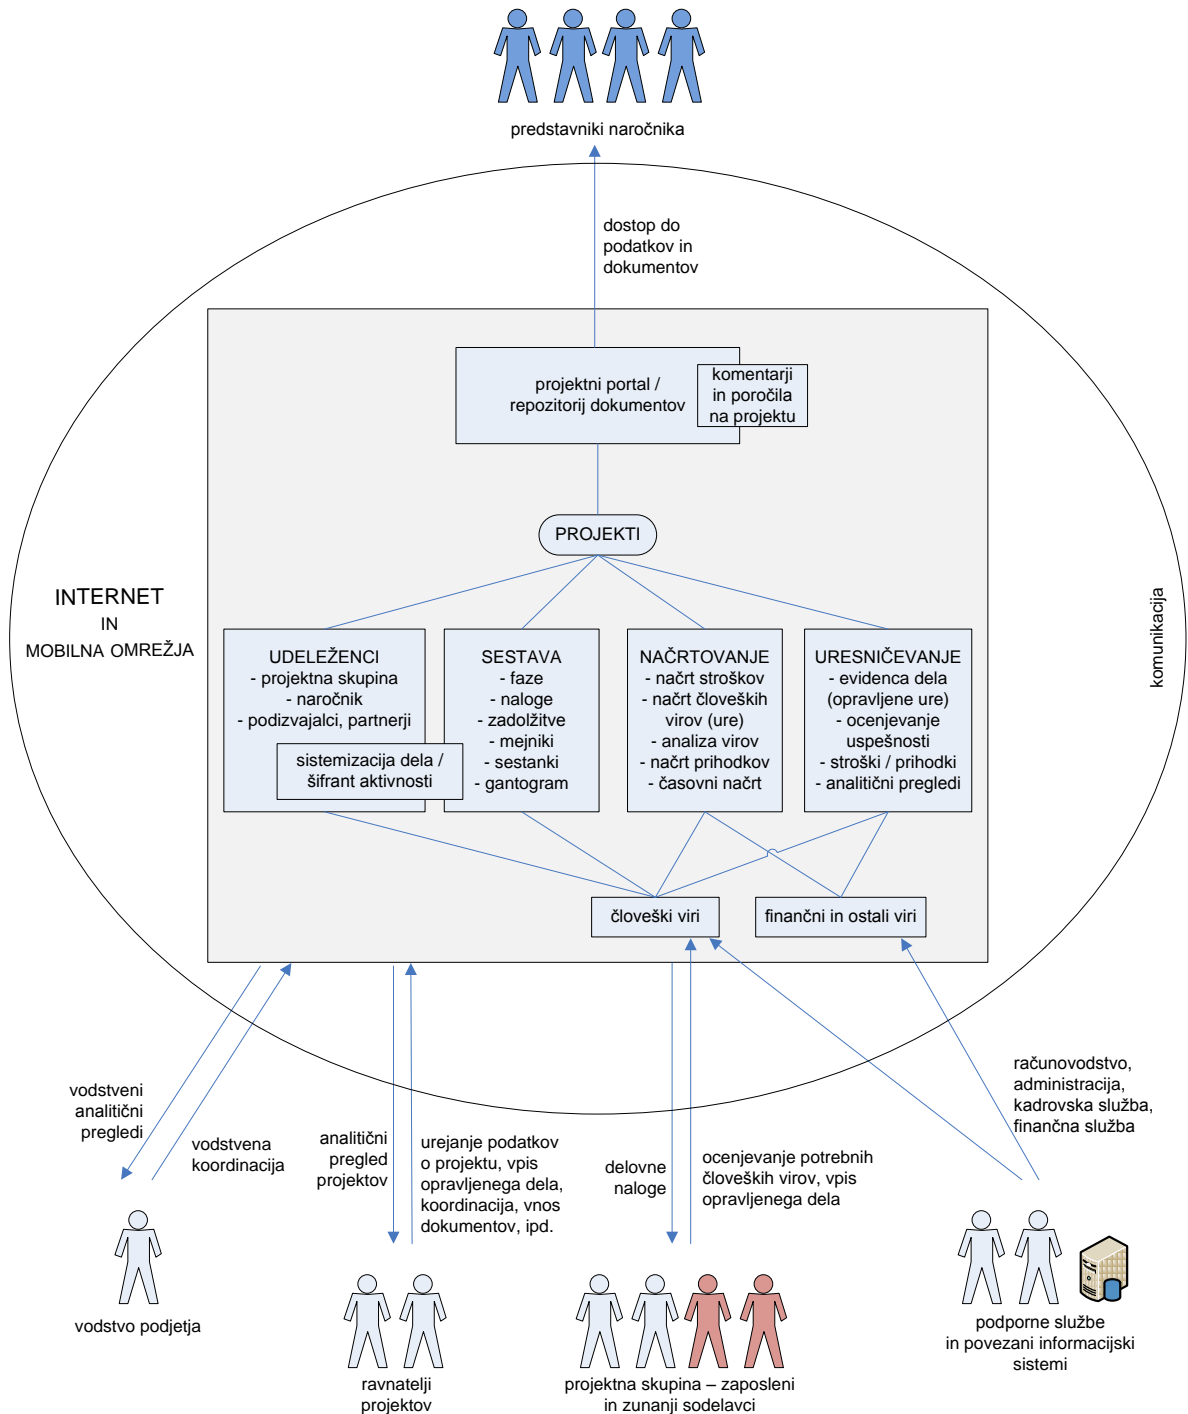 predstavniki naročnika
dostop do
podatkov in
dokumentov
projektni portal /
repozitorij dokumentov
komentarji
in poročila
na projektu
PROJEKTI
INTERNET
IN
MOBILNA OMREŽJA
komunikacija
UDELEŽENCI
- projektna skupina
- naročnik
- podizvajalci, partnerji
sistemizacija dela /
šifrant aktivnosti
SESTAVA
- faze
- naloge
- zadolžitve
- mejniki
- sestanki
- gantogram
NAČRTOVANJE
- načrt stroškov
- načrt človeških
virov (ure)
- analiza virov
- načrt prihodkov
- časovni načrt
URESNIČEVANJE
- evidenca dela
(opravljene ure)
- ocenjevanje
uspešnosti
- stroški / prihodki
- analitični pregledi
človeški viri
finančni in ostali viri
vodstveni
analitični
pregledi
vodstvena
koordinacija
analitični
pregled
projektov
urejanje podatkov
o projektu, vpis
opravljenega dela,
koordinacija, vnos
dokumentov, ipd.
delovne
naloge
ocenjevanje potrebnih
človeških virov, vpis
opravljenega dela
računovodstvo,
administracija,
kadrovska služba,
finančna služba
vodstvo podjetja
ravnatelji
projektov
projektna skupina – zaposleni
in zunanji sodelavci
podporne službe
in povezani informacijski
sistemi